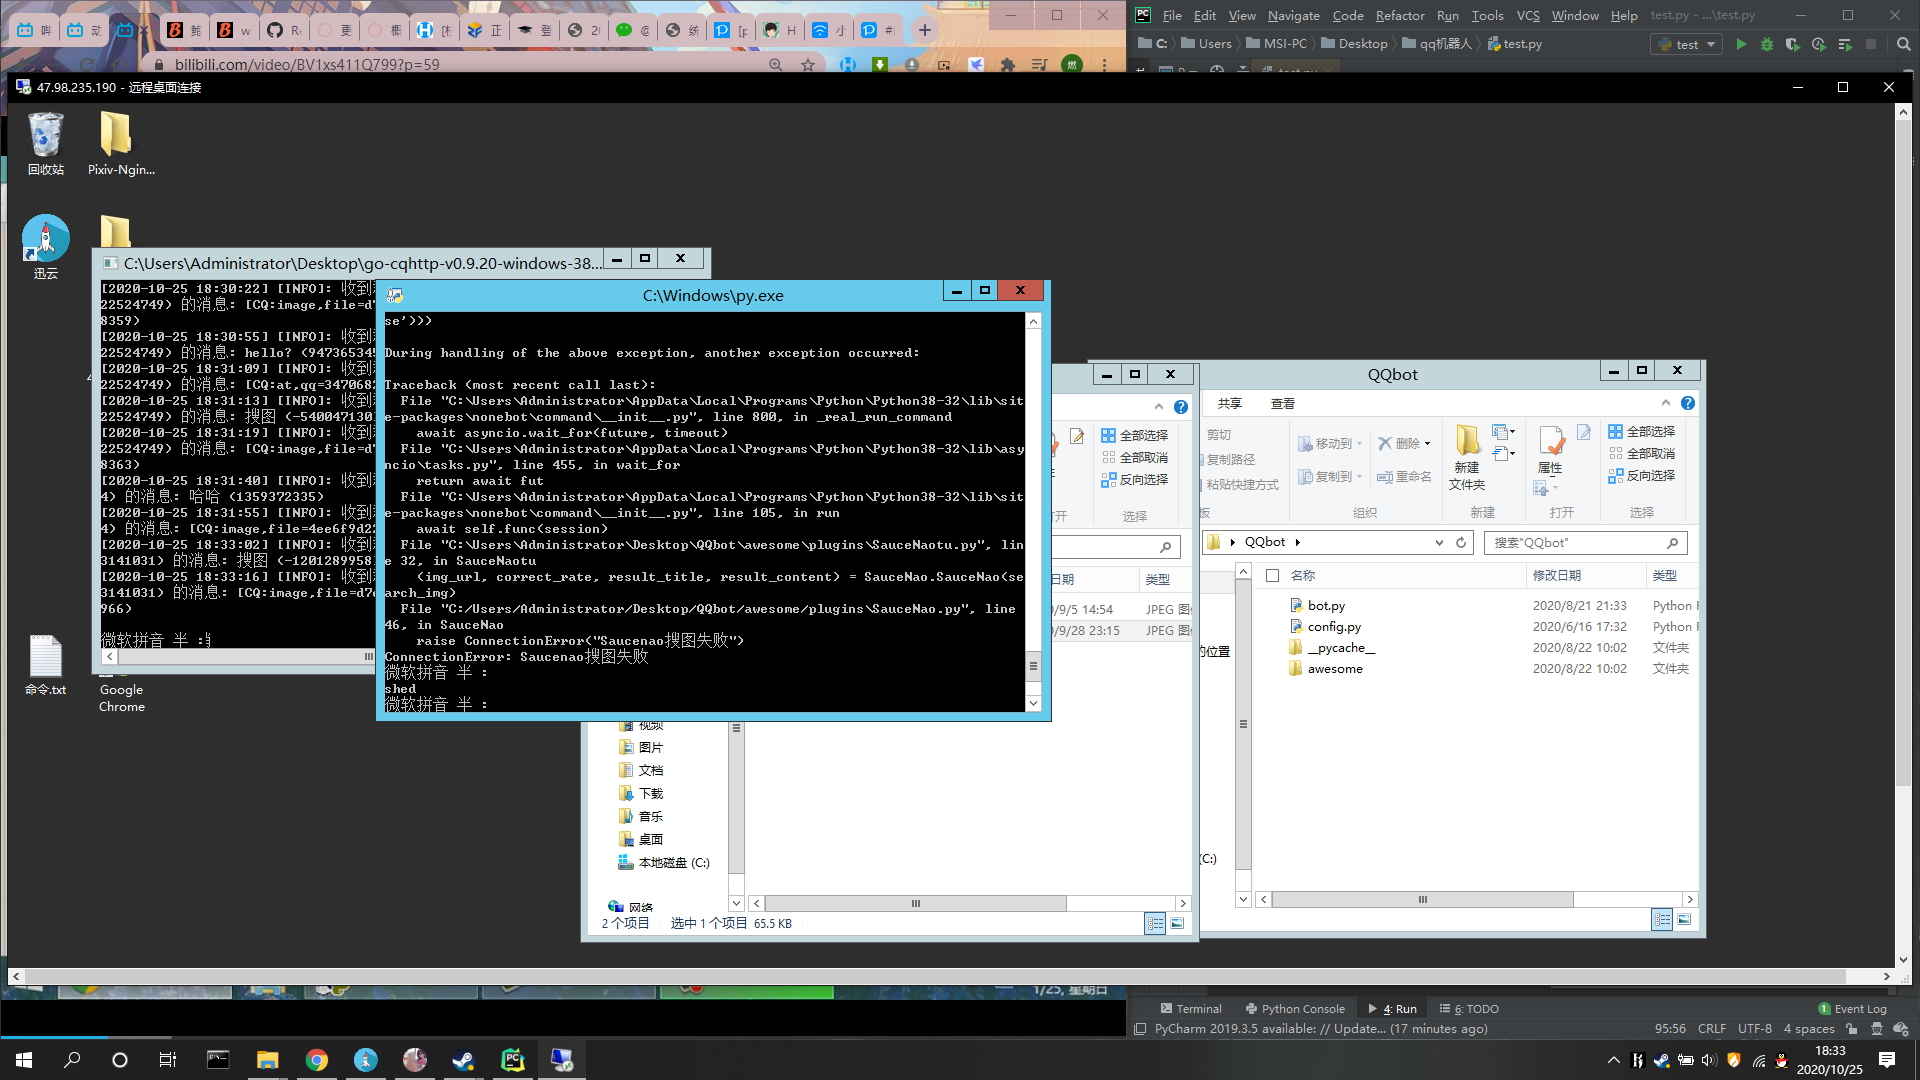 File Edit View Navigate Code Refactor Run Tools VCS Window Help test.py - ...\test.py
bilibili.com/video/BV1xs411Q799?p=59
C: Users MSI-PC Desktop qq机器人 test.py
test
47.98.235.190 - 远程桌面连接
回收站
Pixiv-Ngin...
迅云
命令.txt
Google
Chrome
C:\Users\Administrator\Desktop\go-cqhttp-v0.9.20-windows-38...
[2020-10-25 18:30:22] [INFO]: 收到
22524749) 的消息: [CQ:image,file=d
8359)
[2020-10-25 18:30:55] [INFO]: 收到
22524749) 的消息: hello? (94736534
[2020-10-25 18:31:09] [INFO]: 收到
22524749) 的消息: [CQ:at,qq=347068
[2020-10-25 18:31:13] [INFO]: 收到
22524749) 的消息: 搜图 (-540047130
[2020-10-25 18:31:19] [INFO]: 收到
22524749) 的消息: [CQ:image,file=d
8363)
[2020-10-25 18:31:40] [INFO]: 收到
4) 的消息: 哈哈 (1359372335)
[2020-10-25 18:31:55] [INFO]: 收到
4) 的消息: [CQ:image,file=4ee6f9d2
[2020-10-25 18:33:02] [INFO]: 收到
3141031) 的消息: 搜图 (-1201289958
[2020-10-25 18:33:16] [INFO]: 收到
3141031) 的消息: [CQ:image,file=d7
966)
微软拼音 半 :
C:\Windows\py.exe
se')))
During handling of the above exception, another exception occurred:
Traceback (most recent call last):
File "C:\Users\Administrator\AppData\Local\Programs\Python\Python38-32\lib\sit
e-packages\nonebot\command\__init__.py", line 800, in _real_run_command
await asyncio.wait_for(future, timeout)
File "C:\Users\Administrator\AppData\Local\Programs\Python\Python38-32\lib\asy
ncio\tasks.py", line 455, in wait_for
return await fut
File "C:\Users\Administrator\AppData\Local\Programs\Python\Python38-32\lib\sit
e-packages\nonebot\command\__init__.py", line 105, in run
await self.func(session)
File "C:\Users\Administrator\Desktop\QQbot\awesome\plugins\SauceNaotu.py", lin
e 32, in SauceNaotu
(img_url, correct_rate, result_title, result_content) = SauceNao.SauceNao(se
arch_img)
File "C:/Users/Administrator/Desktop/QQbot/awesome/plugins\SauceNao.py", line
46, in SauceNao
raise ConnectionError("Saucenao搜图失败")
ConnectionError: Saucenao搜图失败
微软拼音 半 :
shed
微软拼音 半 :
全部选择
全部取消
反向选择
打开 选择
日期 类型
/9/5 14:54 JPEG 图
/9/28 23:15 JPEG 图
视频
图片
文档
下载
音乐
桌面
本地磁盘 (C:)
网络
2 个项目 选中 1 个项目 65.5 KB
QQbot
共享 查看
剪切
复制路径
粘贴快捷方式
移动到 删除
复制到 重命名
组织
新建
文件夹
新建
属性
打开
全部选择
全部取消
反向选择
选择
QQbot
搜索"QQbot"
名称 修改日期 类型
bot.py 2020/8/21 21:33 Python F
config.py 2020/6/16 17:32 Python F
__pycache__ 2020/8/22 10:02 文件夹
awesome 2020/8/22 10:02 文件夹
的位置
(C:)
1/25, 星期日
Terminal Python Console 4: Run 6: TODO 1 Event Log
PyCharm 2019.3.5 available: // Update... (17 minutes ago) 95:56 CRLF UTF-8 4 spaces
18:33
2020/10/25